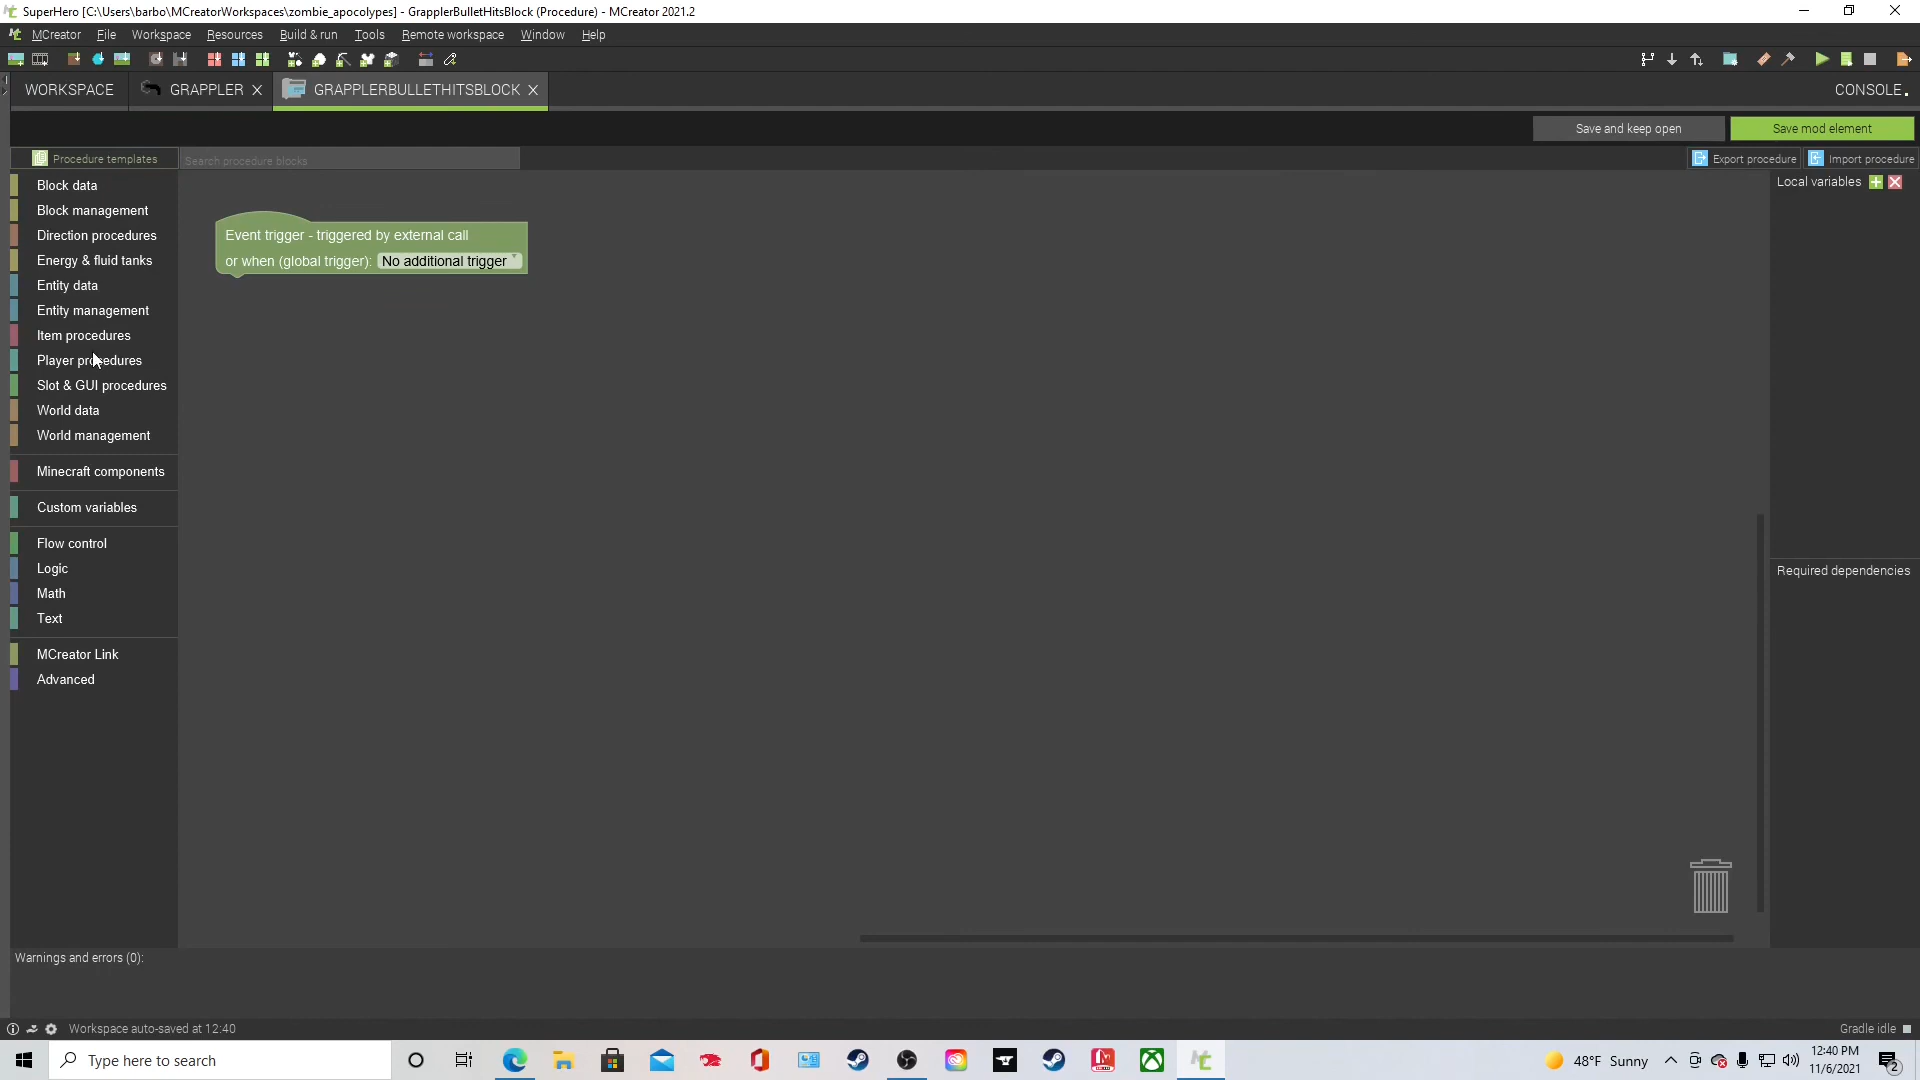 SuperHero [C:\Users\barbo\MCreatorWorkspaces\zombie_apocolypes] - GrapplerBulletHitsBlock (Procedure) - MCreator 2021.2
MCreator File Workspace Resources Build & run Tools Remote workspace Window Help
WORKSPACE GRAPPLER GRAPPLERBULLETHITSBLOCK CONSOLE
Save and keep open Save mod element
Procedure templates Search procedure blocks Export procedure Import procedure
Local variables
Block data
Block management
Direction procedures
Energy & fluid tanks
Entity data
Entity management
Item procedures
Player procedures
Slot & GUI procedures
World data
World management
Minecraft components
Custom variables
Flow control
Logic
Math
Text
MCreator Link
Advanced
Event trigger - triggered by external call
or when (global trigger): No additional trigger
Required dependencies
Warnings and errors (0):
Workspace auto-saved at 12:40
Gradle idle
Type here to search
48°F Sunny
12:40 PM
11/6/2021
2